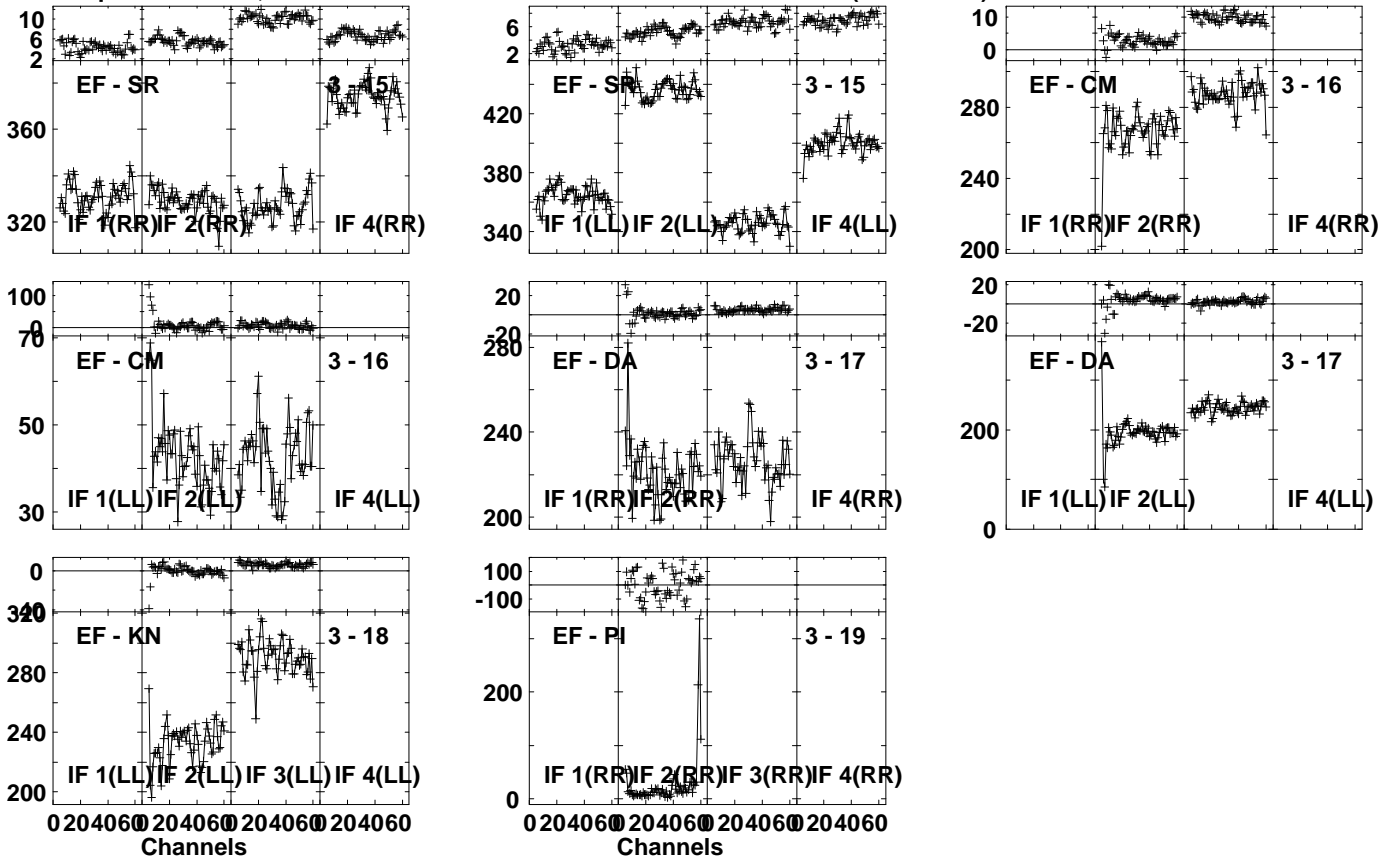 10
6
2
EF - SR 3 - 15
360
320
IF 1(RR) IF 2(RR) IF 4(RR)
6
2
EF - SR 3 - 15
420
380
340
IF 1(LL) IF 2(LL) IF 4(LL)
10
0
EF - CM 3 - 16
280
240
200
IF 1(RR) IF 2(RR) IF 4(RR)
100
0
70
EF - CM 3 - 16
50
30
IF 1(LL) IF 2(LL) IF 4(LL)
20
-20
280
EF - DA 3 - 17
240
200
IF 1(RR) IF 2(RR) IF 4(RR)
20
-20
EF - DA 3 - 17
200
0
IF 1(LL) IF 2(LL) IF 4(LL)
0
-40
320
EF - KN 3 - 18
280
240
200
IF 1(LL) IF 2(LL) IF 3(LL) IF 4(LL)
0 20 40 60 0 20 40 60 0 20 40 60 0 20 40 60
Channels
100
-100
EF - PI 3 - 19
200
0
IF 1(RR) IF 2(RR) IF 3(RR) IF 4(RR)
0 20 40 60 0 20 40 60 0 20 40 60 0 20 40 60
Channels